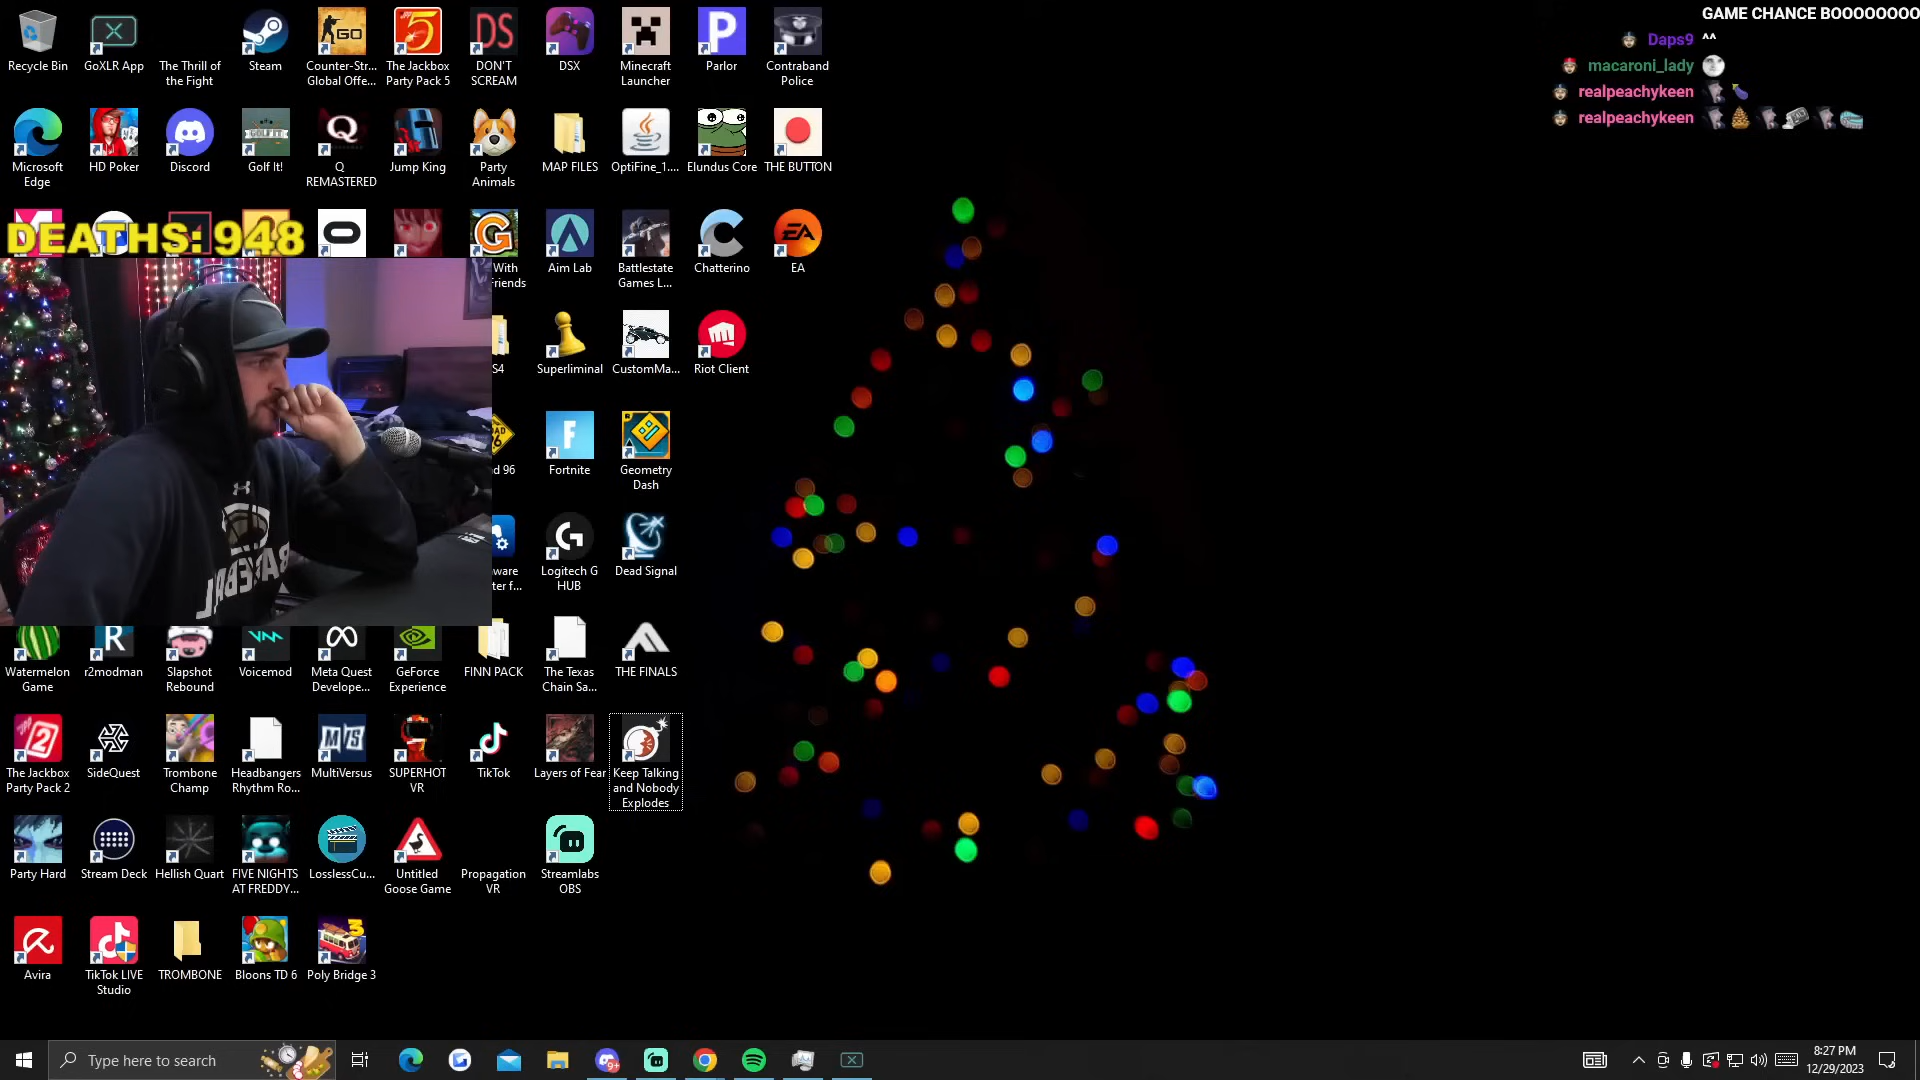 GAME CHANCE BOOOOOOOO
Daps9 ^^
macaroni_lady
realpeachykeen
realpeachykeen
Recycle Bin
GoXLR App
The Thrill of
the Fight
Steam
Counter-Str...
Global Offe...
The Jackbox
Party Pack 5
DON'T
SCREAM
DSX
Minecraft
Launcher
Parlor
Contraband
Police
Microsoft
Edge
HD Poker
Discord
Golf It!
Q
REMASTERED
Jump King
Party
Animals
MAP FILES
OptiFine_1....
Elundus Core
THE BUTTON
DEATHS: 948
With
Friends
Aim Lab
Battlestate
Games L...
Chatterino
EA
S4
Superliminal
CustomMa...
Riot Client
d 96
Fortnite
Geometry
Dash
ware
ter f...
Logitech G
HUB
Dead Signal
BASEBALL
Watermelon
Game
r2modman
Slapshot
Rebound
Voicemod
Meta Quest
Develope...
GeForce
Experience
FINN PACK
The Texas
Chain Sa...
THE FINALS
The Jackbox
Party Pack 2
SideQuest
Trombone
Champ
Headbangers
Rhythm Ro...
MultiVersus
SUPERHOT
VR
TikTok
Layers of Fear
Keep Talking
and Nobody
Explodes
Party Hard
Stream Deck
Hellish Quart
FIVE NIGHTS
AT FREDDY...
LosslessCu...
Untitled
Goose Game
Propagation
VR
Streamlabs
OBS
Avira
TikTok LIVE
Studio
TROMBONE
Bloons TD 6
Poly Bridge 3
Type here to search
8:27 PM
12/29/2023